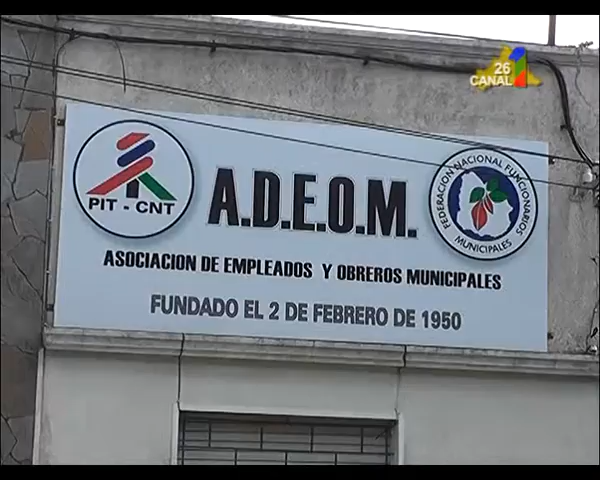 26
CANAL
PIT - CNT
A.D.E.O.M.
FEDERACIÓN NACIONAL FUNCIONARIOS
MUNICIPALES
ASOCIACION DE EMPLEADOS Y OBREROS MUNICIPALES
FUNDADO EL 2 DE FEBRERO DE 1950